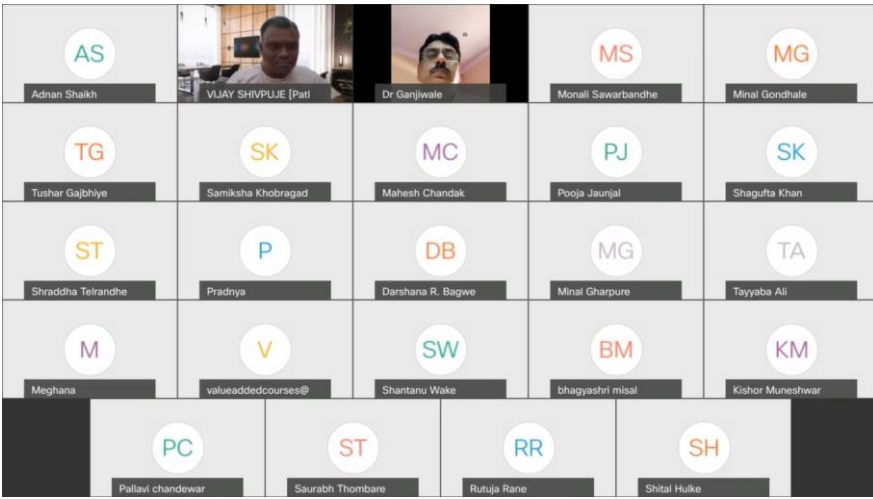 AS
Adnan Shaikh
VIJAY SHIVPUJE [Patl
Dr Ganjiwale
MS
Monali Sawarbandhe
MG
Minal Gondhale
TG
Tushar Gajbhiye
SK
Samiksha Khobragad
MC
Mahesh Chandak
PJ
Pooja Jaunjal
SK
Shagufta Khan
ST
Shraddha Telrandhe
P
Pradnya
DB
Darshana R. Bagwe
MG
Minal Gharpure
TA
Tayyaba Ali
M
Meghana
V
valueaddedcourses@
SW
Shantanu Wake
BM
bhagyashri misal
KM
Kishor Muneshwar
PC
Pallavi chandewar
ST
Saurabh Thombare
RR
Rutuja Rane
SH
Shital Hulke